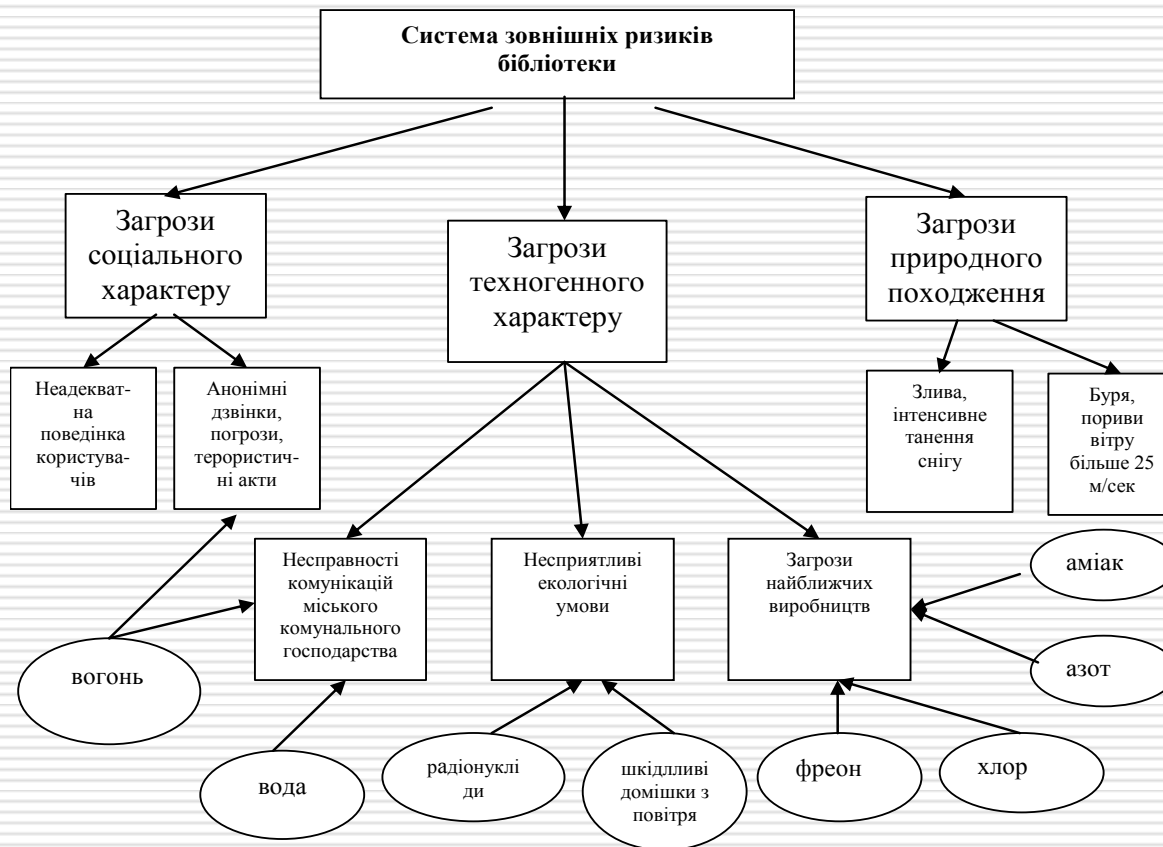 Система зовнішніх ризиків
бібліотеки
Загрози
соціального
характеру
Загрози
техногенного
характеру
Загрози
природного
походження
Неадекват-
на
поведінка
користува-
чів
Анонімні
дзвінки,
погрози,
терористич-
ні акти
Злива,
інтенсивне
танення
снігу
Буря,
пориви
вітру
більше 25
м/сек
Несправності
комунікацій
міського
комунального
господарства
Несприятливі
екологічні
умови
Загрози
найближчих
виробництв
аміак
азот
вогонь
вода
радіонуклі
ди
шкідлливі
домішки з
повітря
фреон
хлор